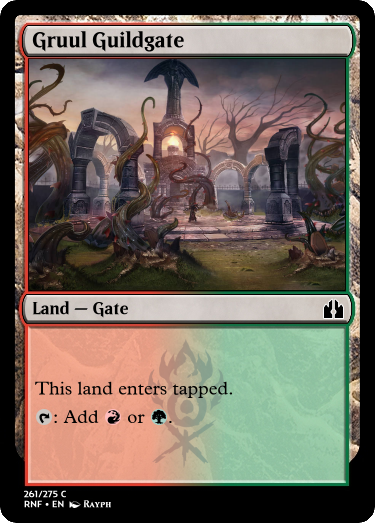 Gruul Guildgate
Land — Gate
This land enters tapped.
: Add or .
261/275 C
RNF • EN Rayph